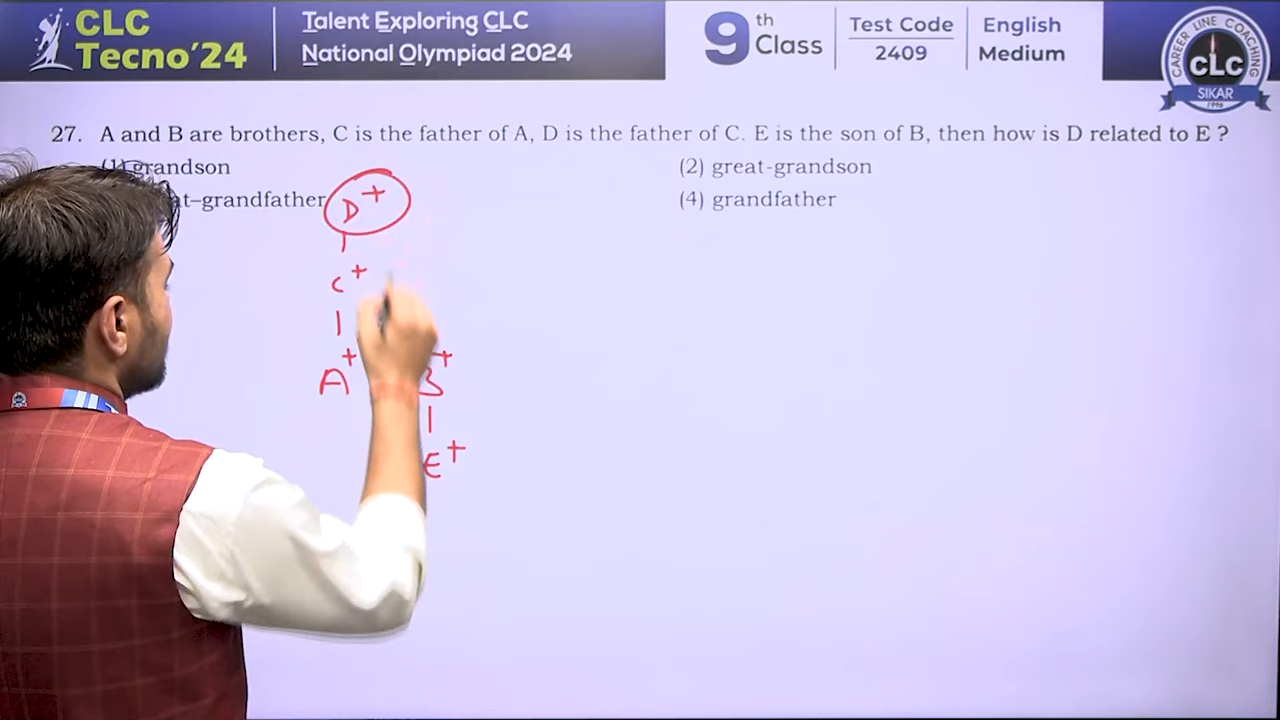 CLC
Tecno'24
Talent Exploring CLC
National Olympiad 2024
9th Class
Test Code
2409
English
Medium
CAREER LINE COACHING
CLC
SIKAR
1996
27. A and B are brothers, C is the father of A, D is the father of C. E is the son of B, then how is D related to E ?
(1) grandson
(2) great-grandson
–grandfather
(4) grandfather
D +
C +
A +
+
E +